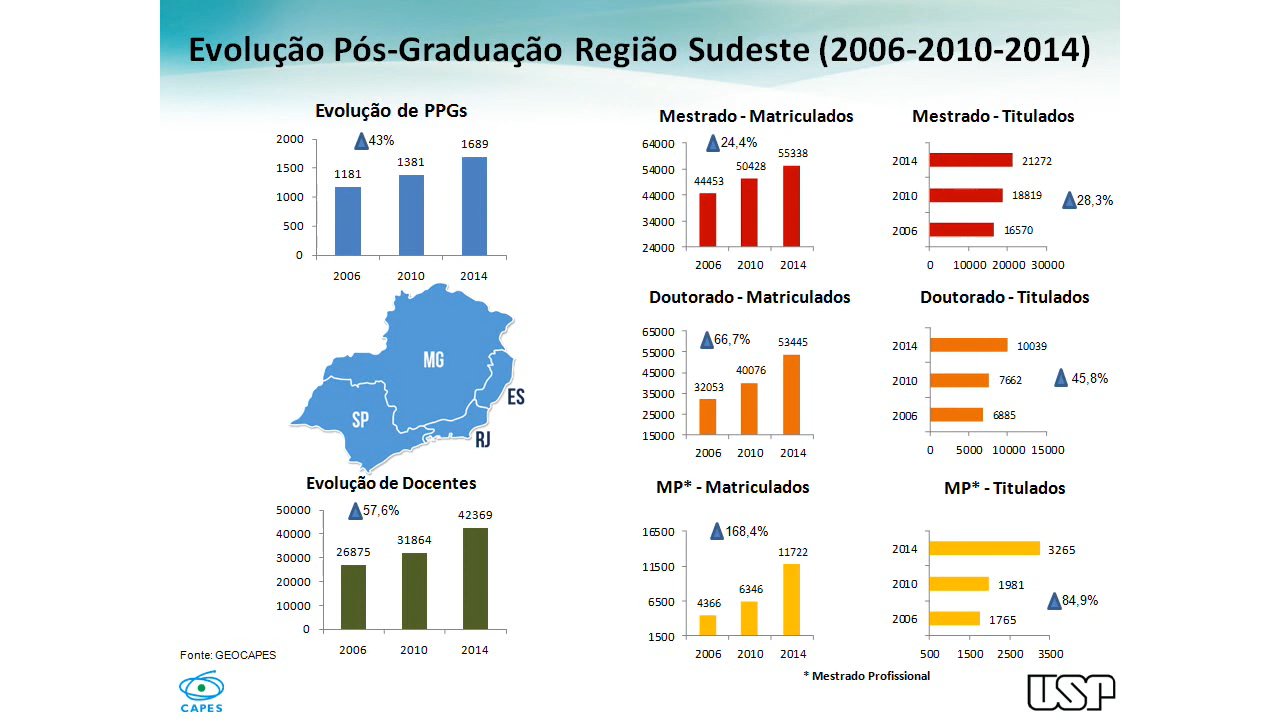 Evolução Pós-Graduação Região Sudeste (2006-2010-2014)
Evolução de PPGs
43%
2000
1500
1000
500
0
1181
1381
1689
2006 2010 2014
MG
ES
SP
RJ
Evolução de Docentes
57,6%
50000
40000
30000
20000
10000
0
26875
31864
42369
2006 2010 2014
Mestrado - Matriculados
24,4%
64000
54000
44000
34000
24000
44453
50428
55338
2006 2010 2014
Mestrado - Titulados
2014 21272
2010 18819
2006 16570
28,3%
0 10000 20000 30000
Doutorado - Matriculados
66,7%
65000
55000
45000
35000
25000
15000
32053
40076
53445
2006 2010 2014
Doutorado - Titulados
2014 10039
2010 7662
2006 6885
45,8%
0 5000 10000 15000
MP* - Matriculados
168,4%
16500
11500
6500
1500
4366
6346
11722
2006 2010 2014
MP* - Titulados
2014 3265
2010 1981
2006 1765
84,9%
500 1500 2500 3500
* Mestrado Profissional
Fonte: GEOCAPES
CAPES
USP